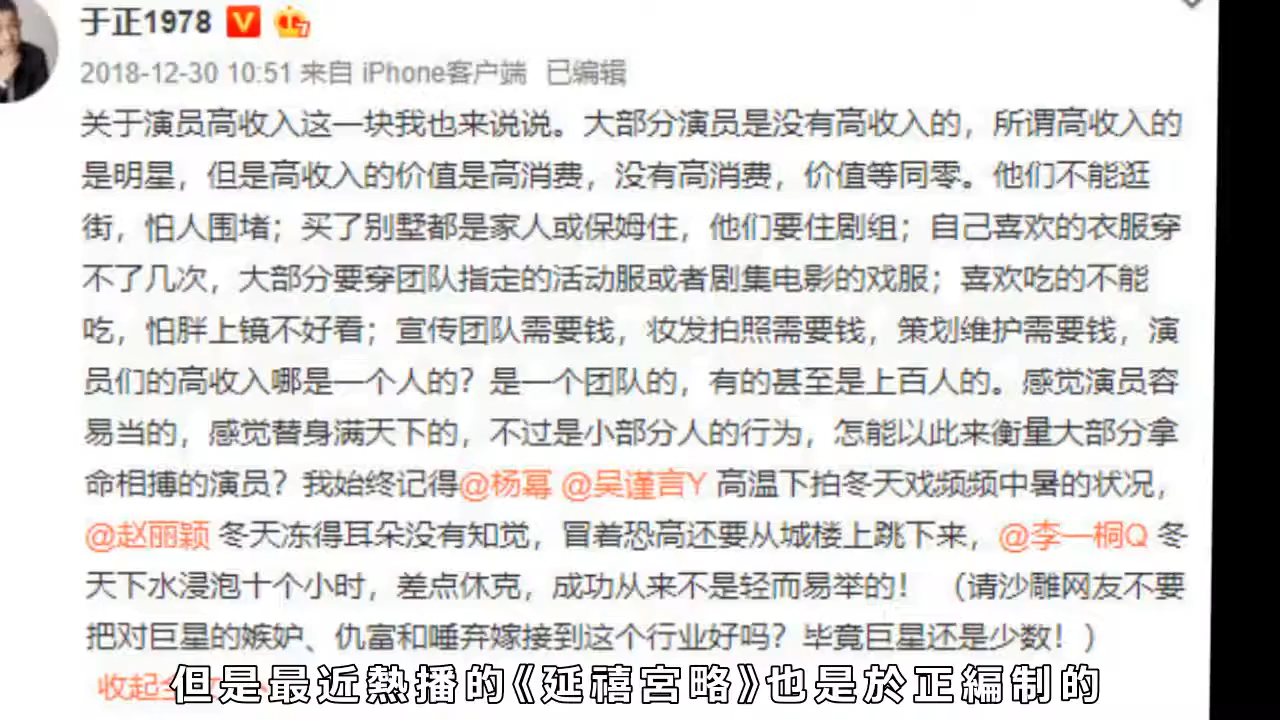 于正1978
2018-12-30 10:51 来自 iPhone客户端 已编辑
关于演员高收入这一块我也来说说。大部分演员是没有高收入的，所谓高收入的
是明星，但是高收入的价值是高消费，没有高消费，价值等同零。他们不能逛
街，怕人围堵；买了别墅都是家人或保姆住，他们要住剧组；自己喜欢的衣服穿
不了几次，大部分要穿团队指定的活动服或者剧集电影的戏服；喜欢吃的不能
吃，怕胖上镜不好看；宣传团队需要钱，妆发拍照需要钱，策划维护需要钱，演
员们的高收入哪是一个人的？是一个团队的，有的甚至是上百人的。感觉演员容
易当的，感觉替身满天下的，不过是小部分人的行为，怎能以此来衡量大部分拿
命相搏的演员？我始终记得@杨幂 @吴谨言Y 高温下拍冬天戏频频中暑的状况，
@赵丽颖 冬天冻得耳朵没有知觉，冒着恐高还要从城楼上跳下来，@李一桐Q 冬
天下水浸泡十个小时，差点休克，成功从来不是轻而易举的！（请沙雕网友不要
把对巨星的嫉妒、仇富和唾弃嫁接到这个行业好吗？毕竟巨星还是少数！）
收起
但是最近熱播的《延禧宮略》也是於正編制的